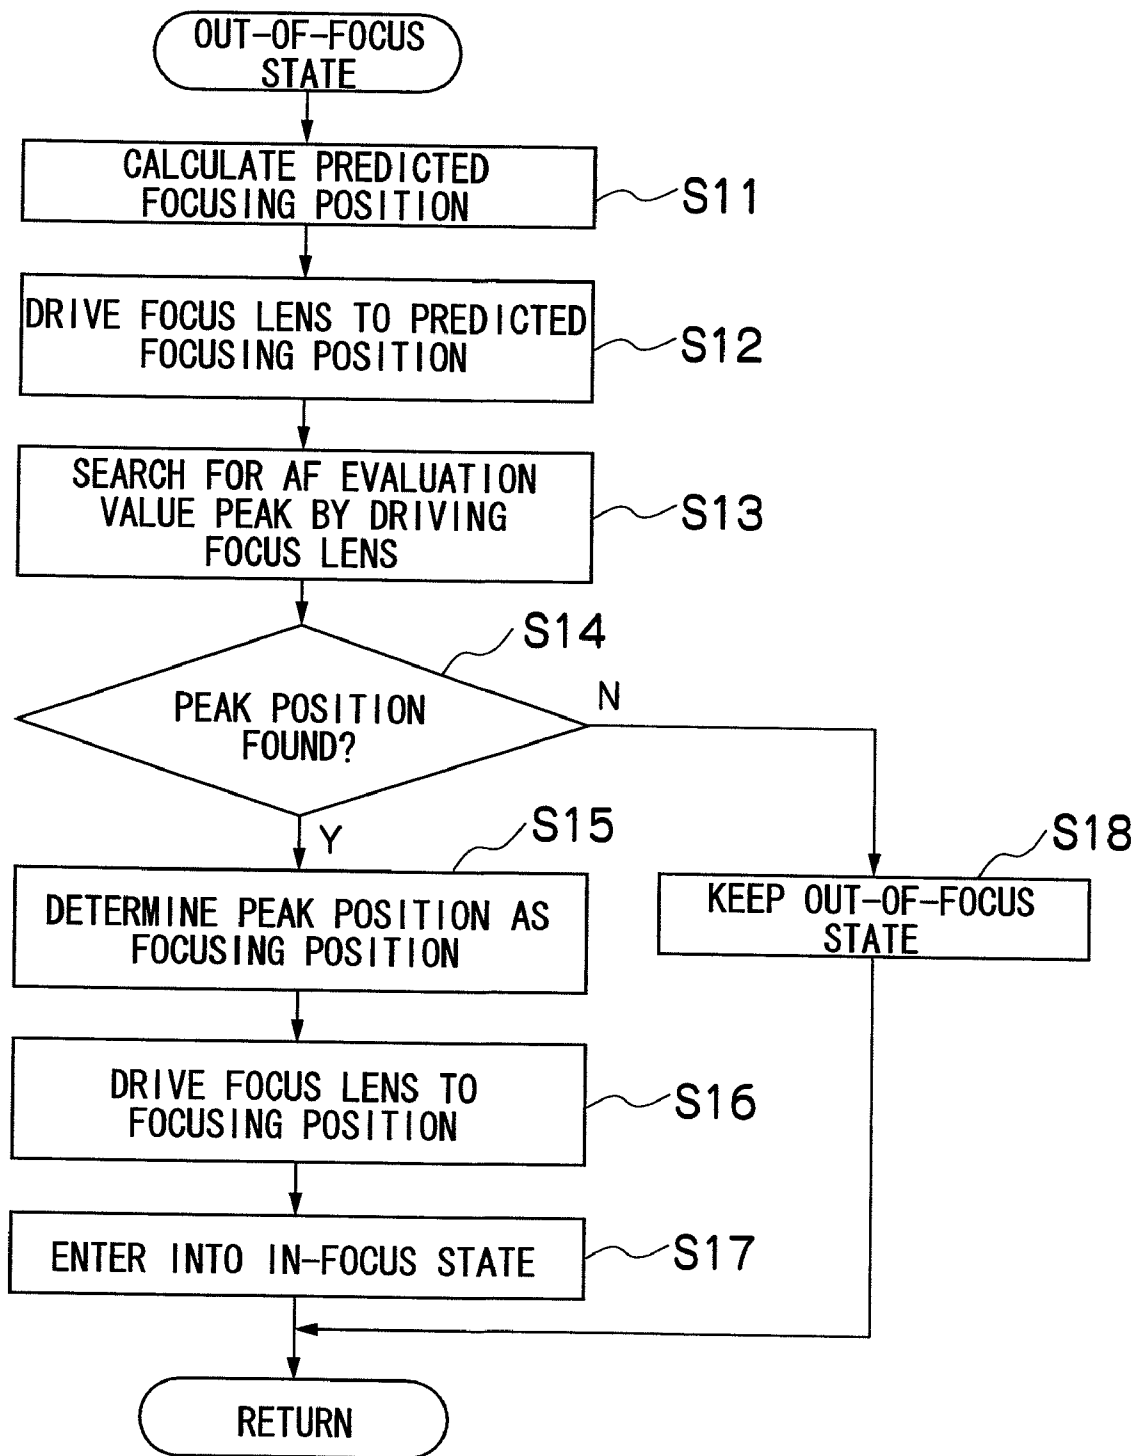 OUT-OF-FOCUS
STATE
CALCULATE PREDICTED
FOCUSING POSITION
S11
DRIVE FOCUS LENS TO PREDICTED
FOCUSING POSITION
S12
SEARCH FOR AF EVALUATION
VALUE PEAK BY DRIVING
FOCUS LENS
S13
S14
PEAK POSITION
FOUND?
N
Y
S15
DETERMINE PEAK POSITION AS
FOCUSING POSITION
S18
KEEP OUT-OF-FOCUS
STATE
DRIVE FOCUS LENS TO
FOCUSING POSITION
S16
ENTER INTO IN-FOCUS STATE
S17
RETURN